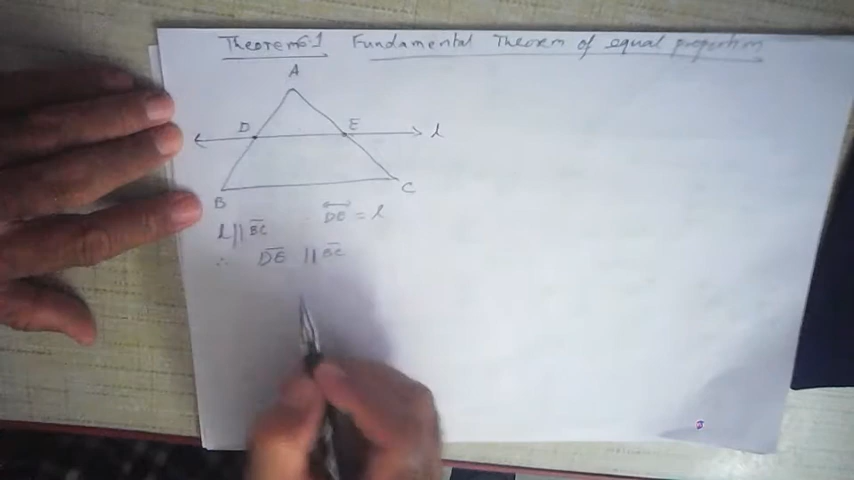 Theorem 6.1 Fundamental Theorem of equal proportion
A
D E l
B C
DE = l
l || BC
∴ DE || BC